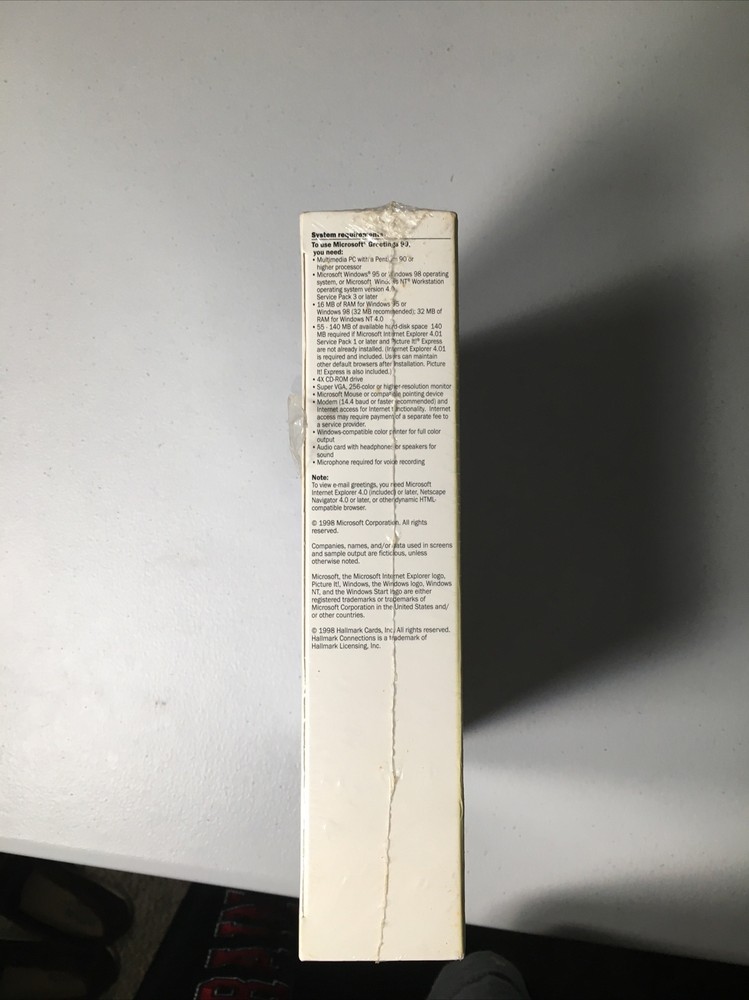 System requirements
To use Microsoft® Greetings 99,
you need:
• Multimedia PC with a Pentium 90 or
higher processor
• Microsoft Windows® 95 or Windows 98 operating
system, or Microsoft Windows NT® Workstation
operating system version 4.0
Service Pack 3 or later
• 16 MB of RAM for Windows 95 or
Windows 98 (32 MB recommended); 32 MB of
RAM for Windows NT 4.0
• 55 - 140 MB of available hard-disk space 140
MB required if Microsoft Internet Explorer 4.01
Service Pack 1 or later and Picture It!® Express
are not already installed. (Internet Explorer 4.01
is required and included. Users can maintain
other default browsers after installation. Picture
It! Express is also included.)
• 4X CD-ROM drive
• Super VGA, 256-color or higher-resolution monitor
• Microsoft Mouse or compatible pointing device
• Modem (14.4 baud or faster recommended) and
Internet access for Internet functionality. Internet
access may require payment of a separate fee to
a service provider.
• Windows-compatible color printer for full color
output
• Audio card with headphones or speakers for
sound
• Microphone required for voice recording
Note:
To view e-mail greetings, you need Microsoft
Internet Explorer 4.0 (included) or later, Netscape
Navigator 4.0 or later, or other dynamic HTML-
compatible browser.
© 1998 Microsoft Corporation. All rights
reserved.
Companies, names, and/or data used in screens
and sample output are fictitious, unless
otherwise noted.
Microsoft, the Microsoft Internet Explorer logo,
Picture It!, Windows, the Windows logo, Windows
NT, and the Windows Start logo are either
registered trademarks or trademarks of
Microsoft Corporation in the United States and/
or other countries.
© 1998 Hallmark Cards, Inc. All rights reserved.
Hallmark Connections is a trademark of
Hallmark Licensing, Inc.